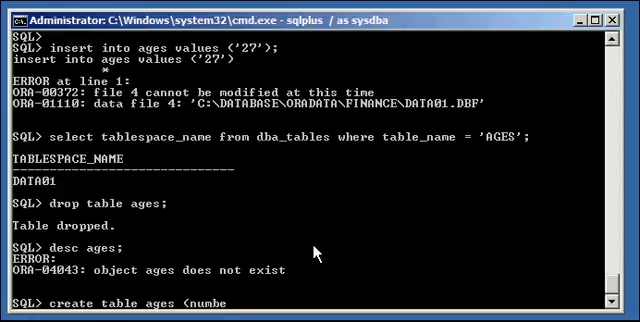 Administrator: C:\Windows\system32\cmd.exe - sqlplus / as sysdba
SQL>
SQL> insert into ages values ('27');
insert into ages values ('27')
*
ERROR at line 1:
ORA-00372: file 4 cannot be modified at this time
ORA-01110: data file 4: 'C:\DATABASE\ORADATA\FINANCE\DATA01.DBF'
SQL> select tablespace_name from dba_tables where table_name = 'AGES';
TABLESPACE_NAME
------------------------------
DATA01
SQL> drop table ages;
Table dropped.
SQL> desc ages;
ERROR:
ORA-04043: object ages does not exist
SQL> create table ages (numbe